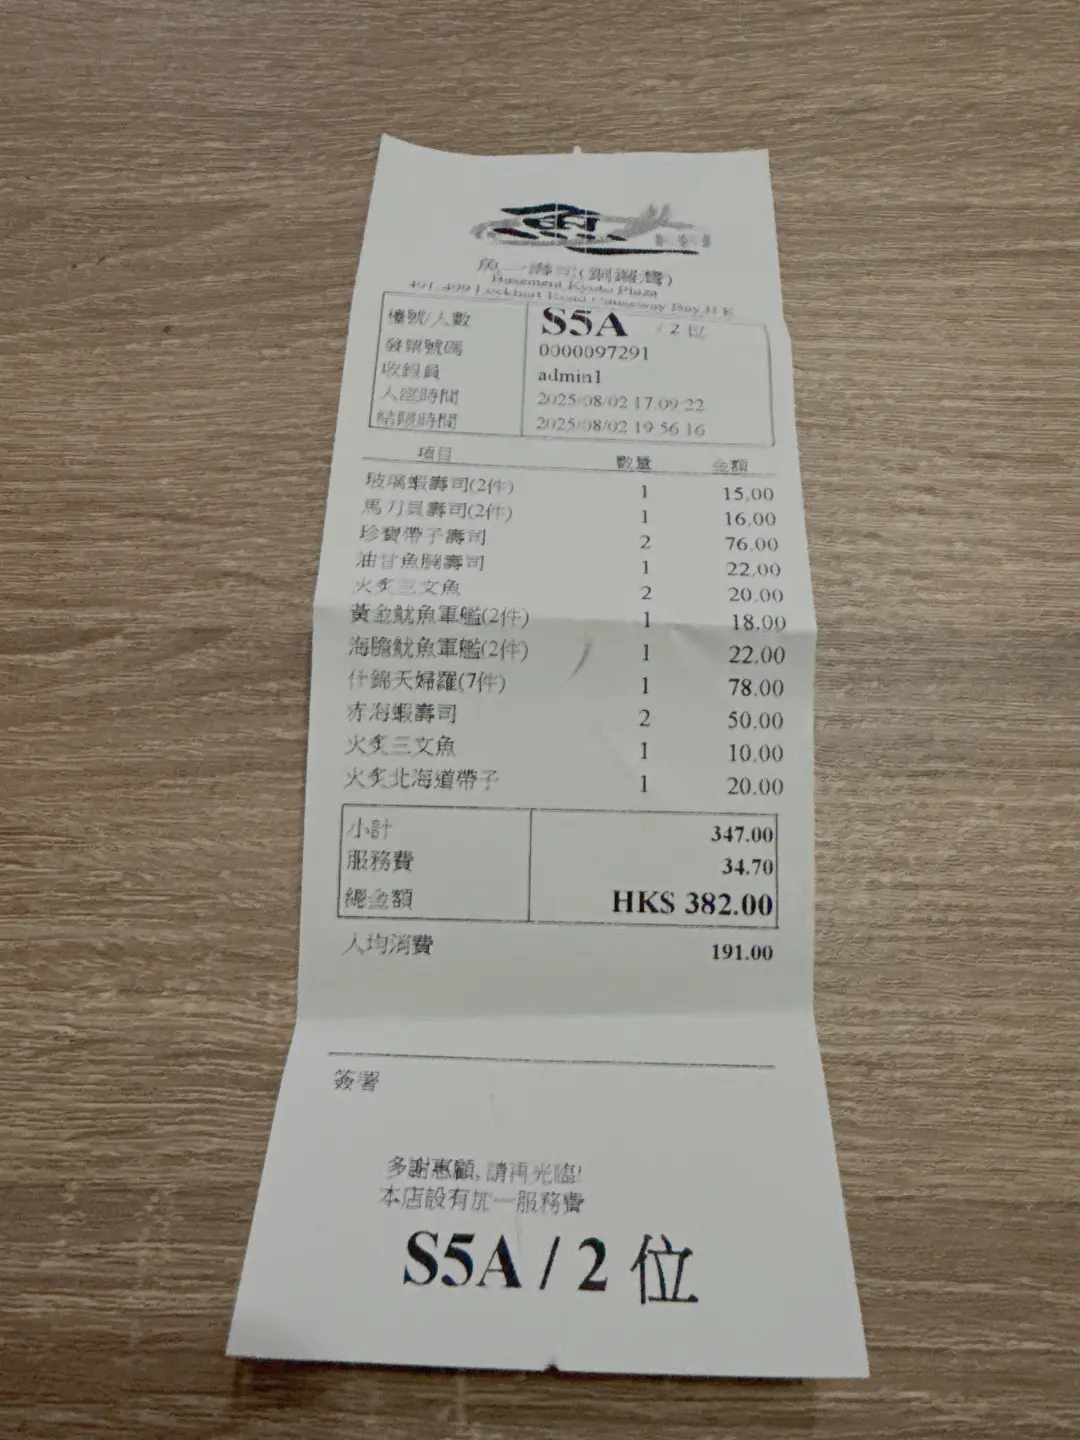 魚一
魚一壽司(銅鑼灣)
Basement, Kyoto Plaza
491-499 Lockhart Road Causeway Bay, H.K
檯號/人數 S5A / 2 位
發票號碼 0000097291
收銀員 admin1
入座時間 2025/08/02 17:09:22
結賬時間 2025/08/02 19:56:16
項目 數量 金額
玻璃蝦壽司(2件) 1 15.00
馬刀貝壽司(2件) 1 16.00
珍寶帶子壽司 2 76.00
油甘魚腩壽司 1 22.00
火炙三文魚 2 20.00
黃金魷魚軍艦(2件) 1 18.00
海膽魷魚軍艦(2件) 1 22.00
什錦天婦羅(7件) 1 78.00
赤海蝦壽司 2 50.00
火炙三文魚 1 10.00
火炙北海道帶子 1 20.00
小計 347.00
服務費 34.70
總金額 HK$ 382.00
人均消費 191.00
簽署
多謝惠顧, 請再光臨!
本店設有加一服務費
S5A / 2 位